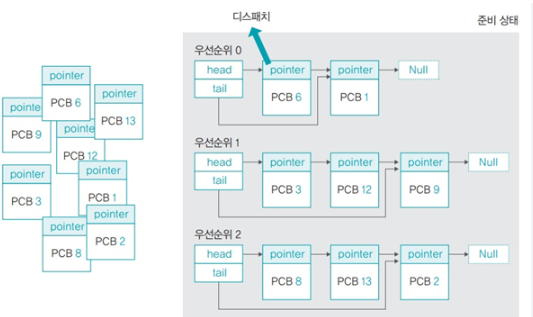 디스패치
준비 상태
pointer
PCB 6
pointer
PCB 13
pointe
PCB 9
pointe
PCB 12
pointer
PCB 3
pointer
PCB 1
pointer
PCB 2
pointer
PCB 8
우선순위 0
head
tail
pointer
PCB 6
pointer
PCB 1
Null
우선순위 1
head
tail
pointer
PCB 3
pointer
PCB 12
pointer
PCB 9
Null
우선순위 2
head
tail
pointer
PCB 8
pointer
PCB 13
pointer
PCB 2
Null